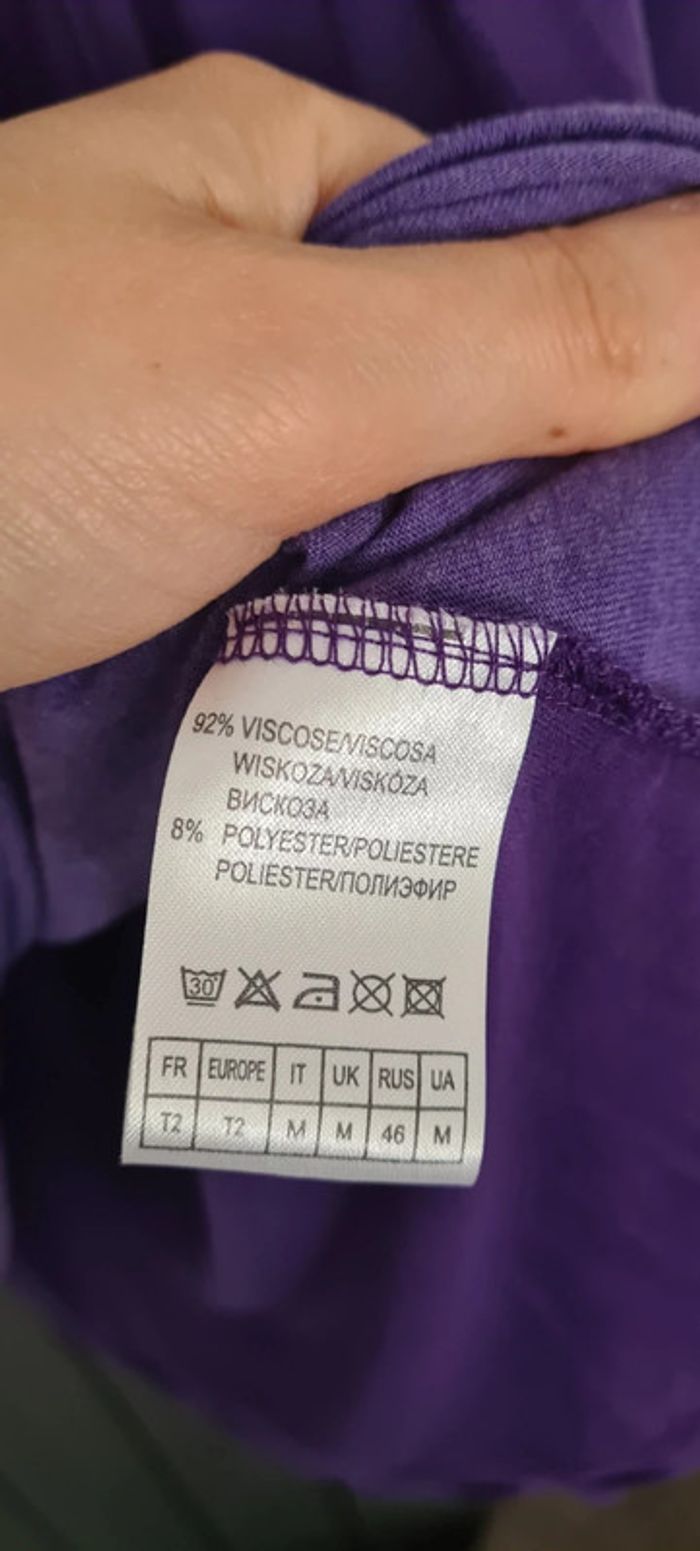 92% VISCOSE/VISCOSA
WISKOZA/VISKÓZA
ВИСКОЗА
8% POLYESTER/POLIESTERE
POLIESTER/ПОЛИЭФИР
30
FR EUROPE IT UK RUS UA
T2 T2 M M 46 M